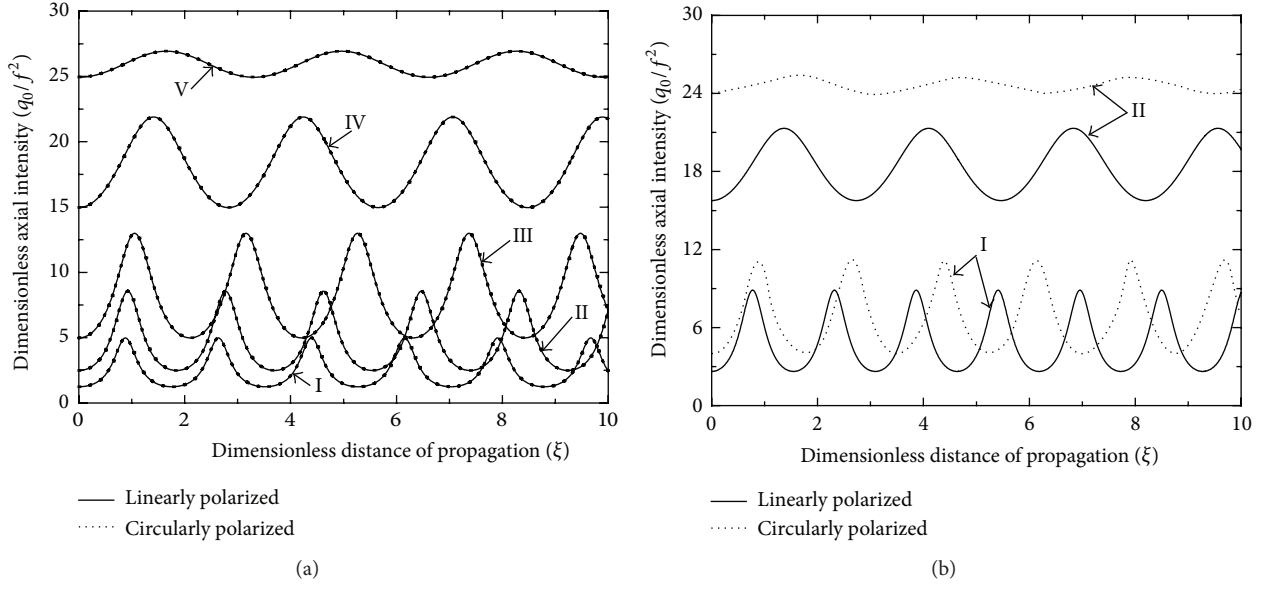 Dimensionless axial intensity (q₀/f²)
30
25
20
15
10
5
0
V
IV
III
II
I
0 2 4 6 8 10
Dimensionless distance of propagation (ξ)
Linearly polarized
Circularly polarized
(a)
Dimensionless axial intensity (q₀/f²)
30
24
18
12
6
0
II
I
0 2 4 6 8 10
Dimensionless distance of propagation (ξ)
Linearly polarized
Circularly polarized
(b)